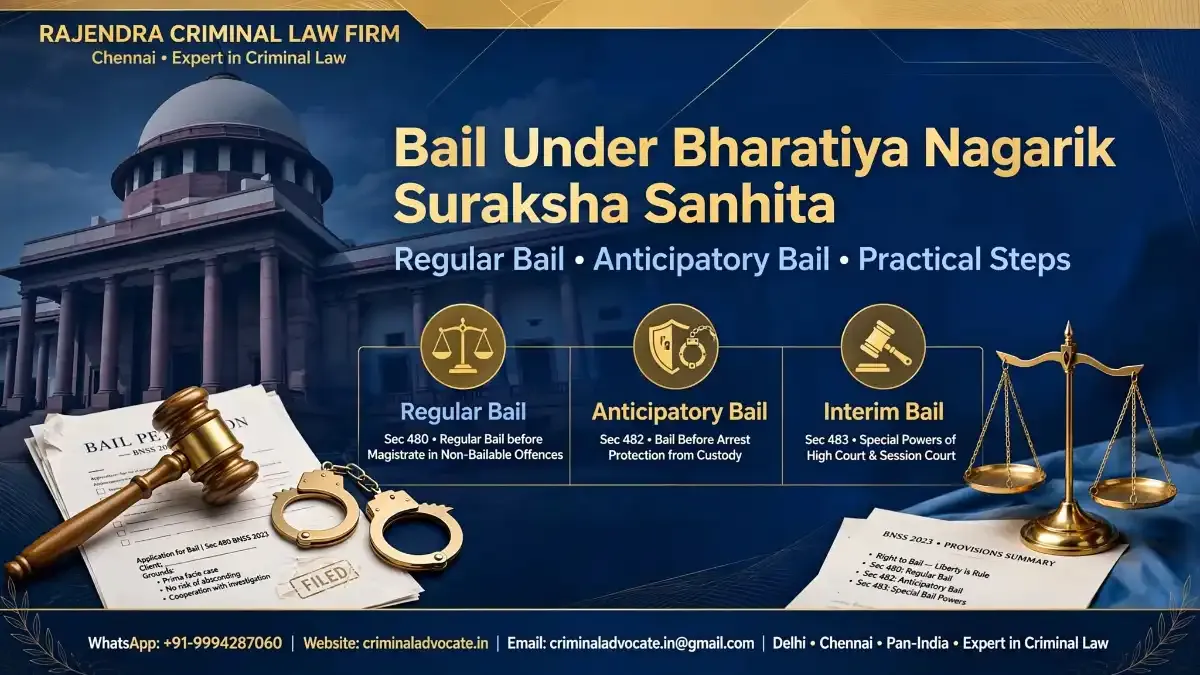 RAJENDRA CRIMINAL LAW FIRM
Chennai • Expert in Criminal Law
Bail Under Bharatiya Nagarik
Suraksha Sanhita
Regular Bail • Anticipatory Bail • Practical Steps
Regular Bail
Sec 480 • Regular Bail before
Magistrate in Non-Bailable Offences
Anticipatory Bail
Sec 482 • Bail Before Arrest
Protection from Custody
Interim Bail
Sec 483 • Special Powers of
High Court & Session Court
BAIL PE ON
BNSS
Application for Bail | Sec 480 BNSS 2023
Client:
Grounds:
• Prima facie case
• No risk of absconding
• Cooperation with investigation
FILED
BNSS 2023 • PROVISIONS SUMMARY
• Right to Bail — Liberty is Rule
• Sec 480: Regular Bail
• Sec 482: Anticipatory Bail
• Sec 483: Special Bail Powers
WhatsApp: +91-9994287060 | Website: criminaladvocate.in | Email: criminaladvocate.in@gmail.com | Delhi • Chennai • Pan-India • Expert in Criminal Law